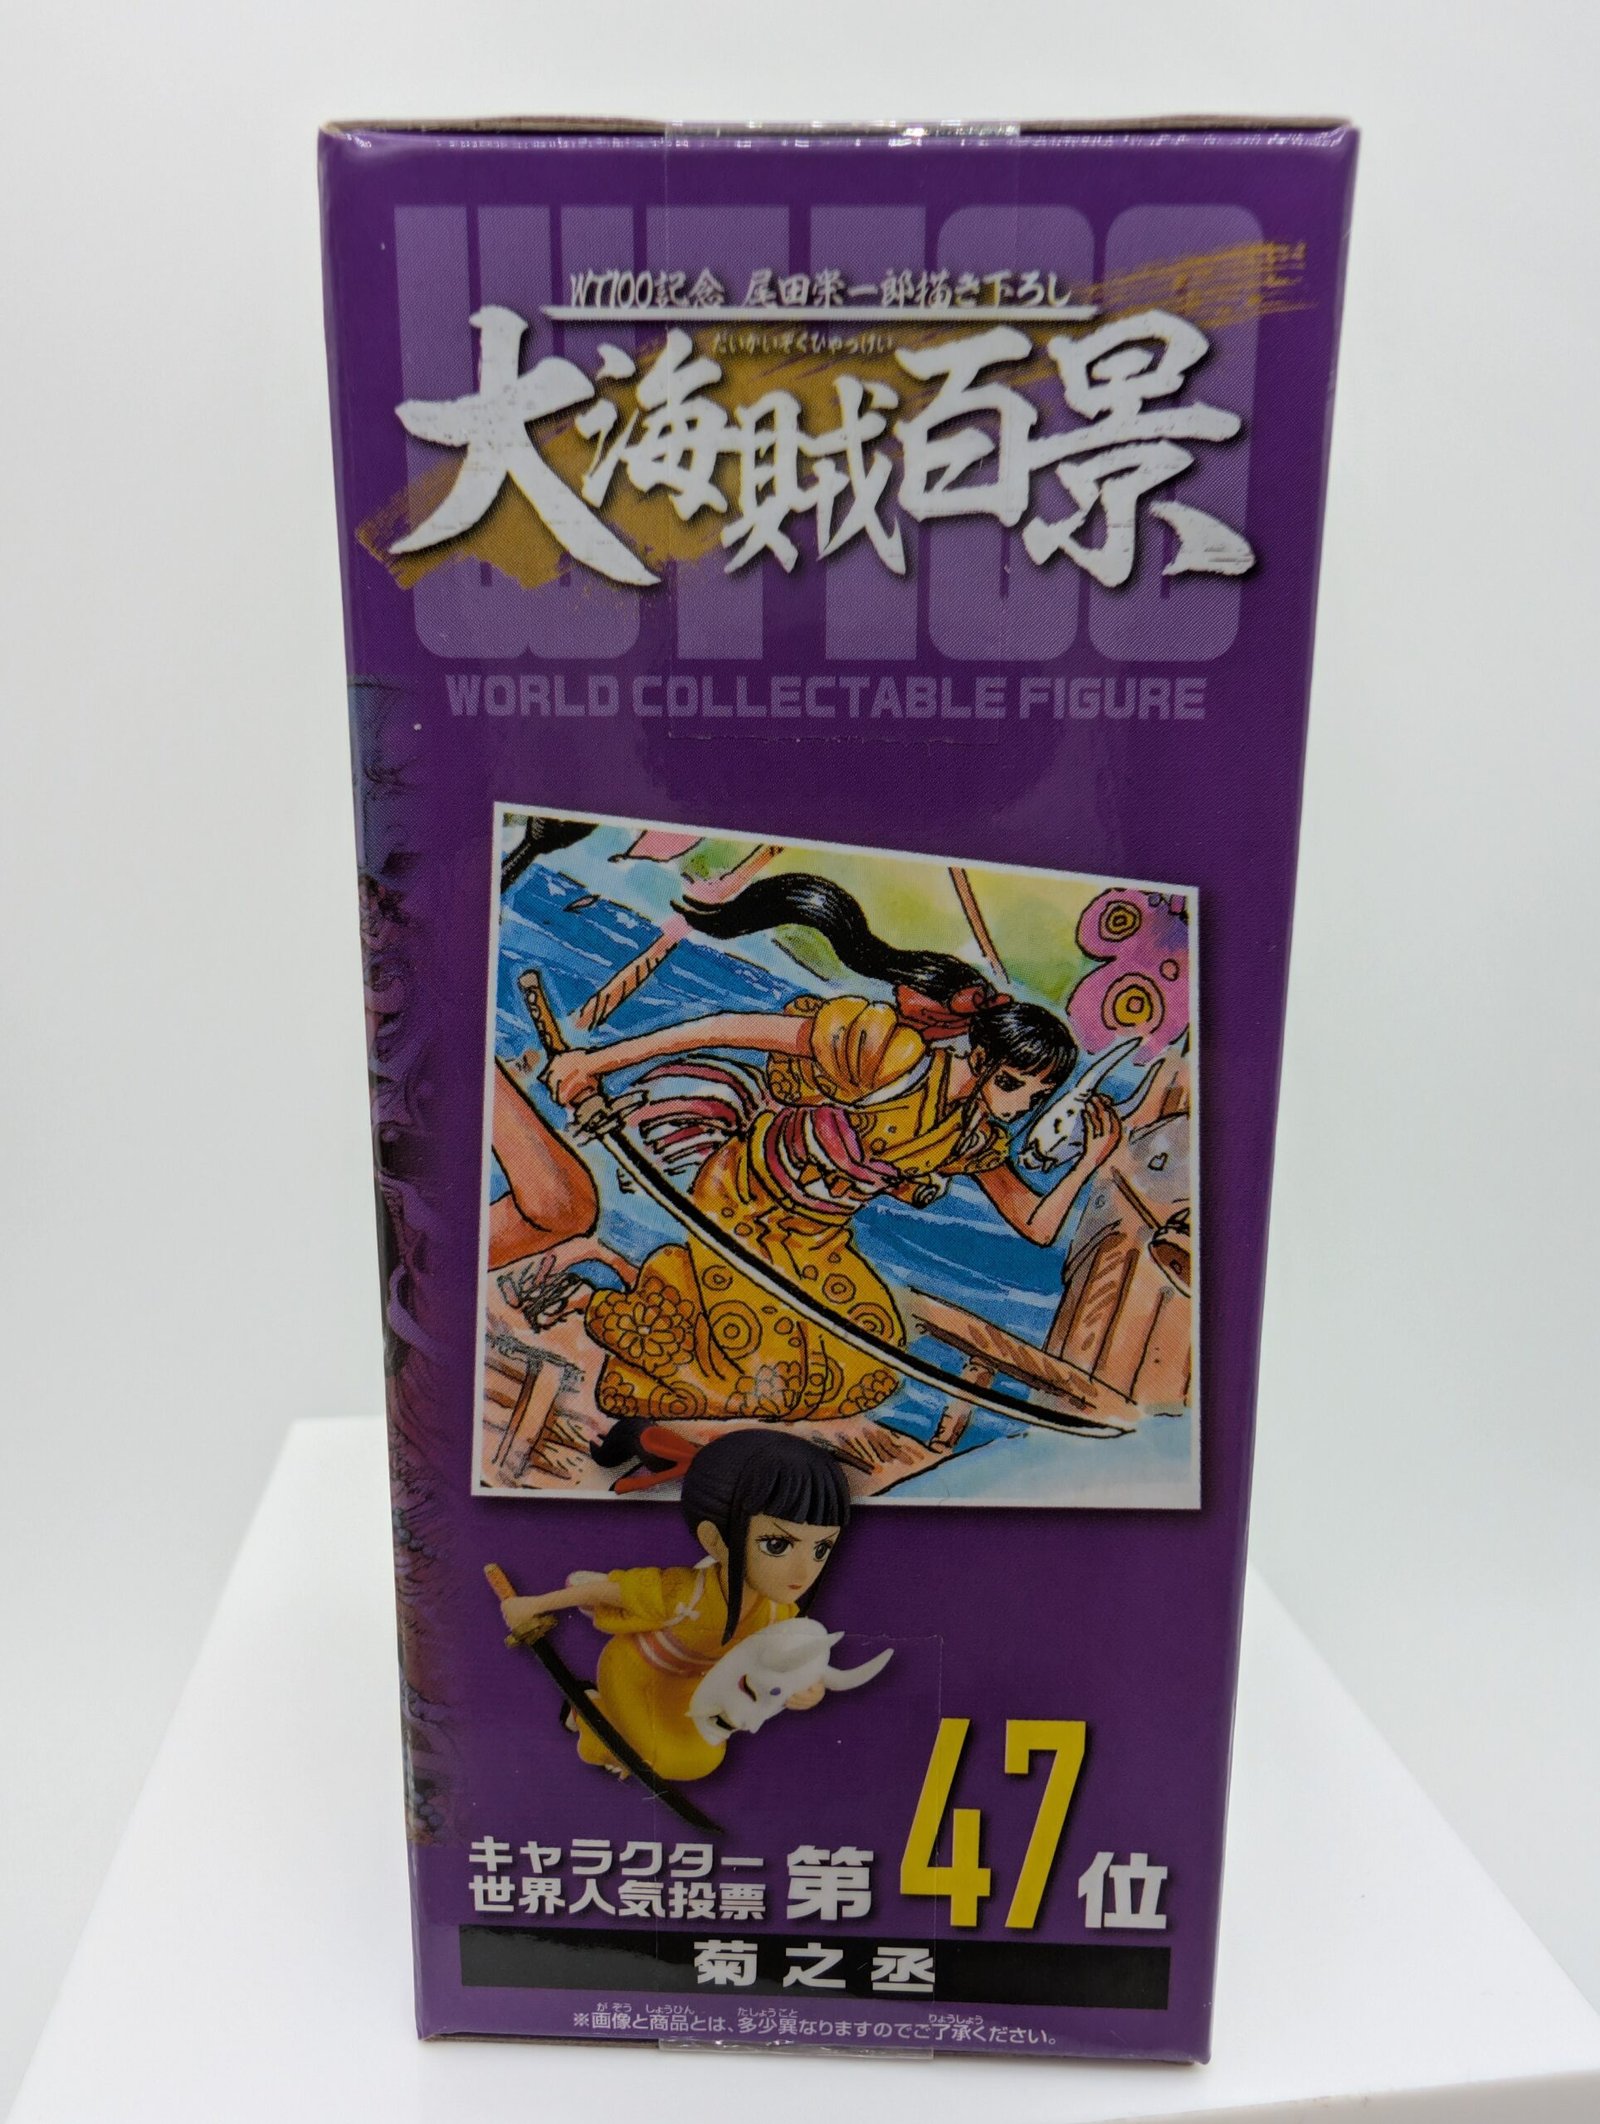 WT100
WT100記念 尾田栄一郎描き下ろし
だいかいぞくひゃっけい
大海賊百景
WORLD COLLECTABLE FIGURE
キャラクター
世界人気投票 第47位
菊之丞
がぞう しょうひん たしょうこと りょうしょう
※画像と商品とは、多少異なりますのでご了承ください。